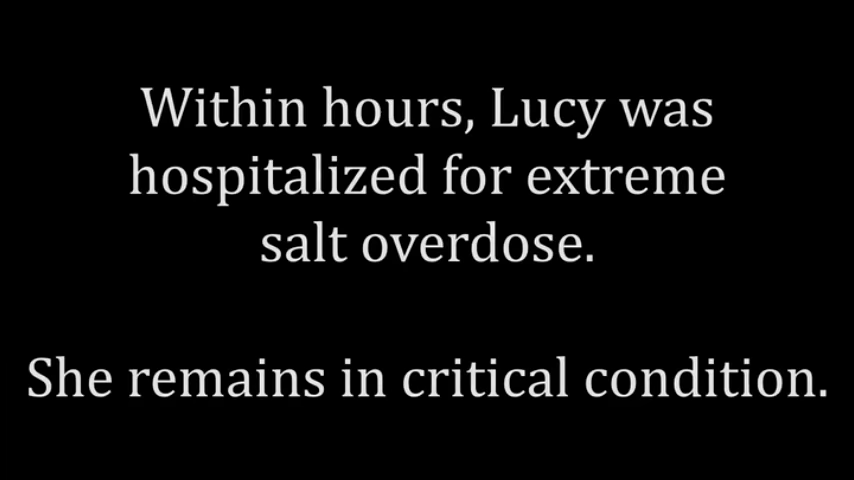 Within hours, Lucy was
hospitalized for extreme
salt overdose.
She remains in critical condition.